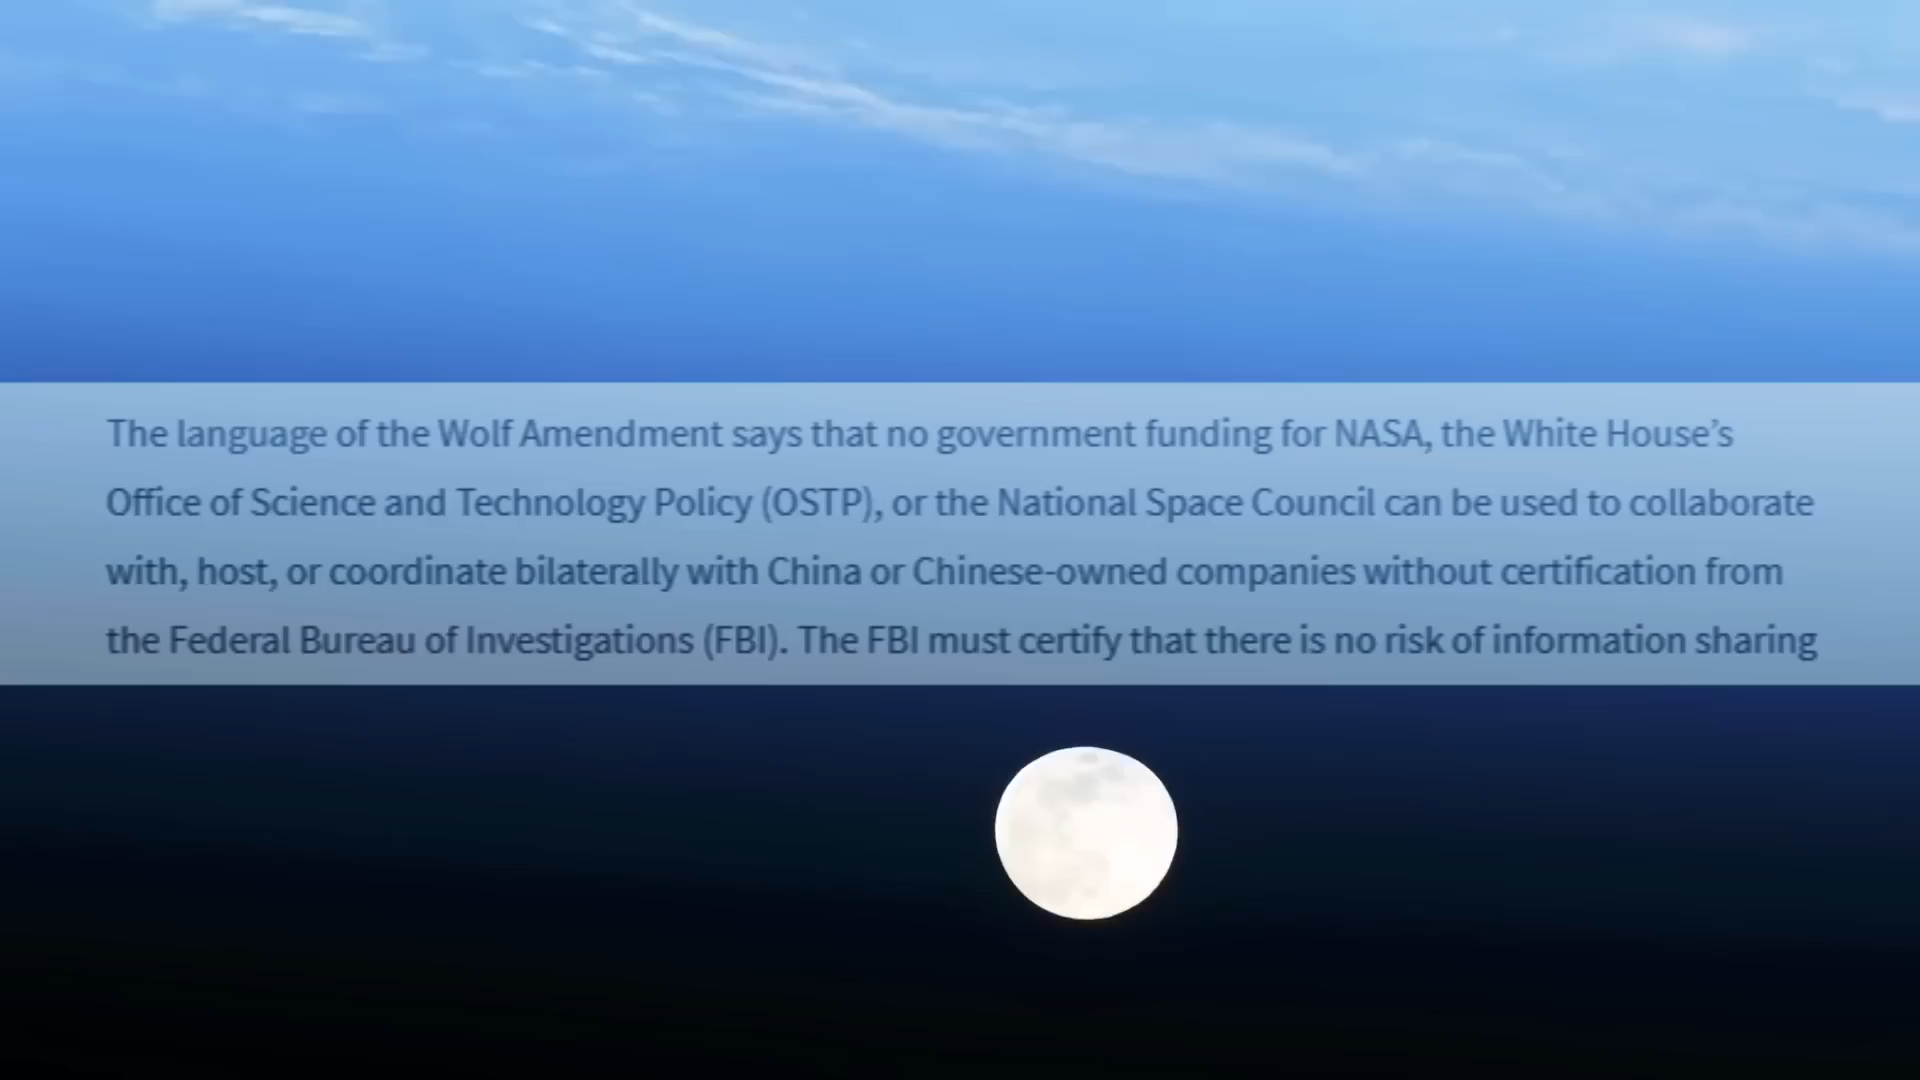 The language of the Wolf Amendment says that no government funding for NASA, the White House’s
Office of Science and Technology Policy (OSTP), or the National Space Council can be used to collaborate
with, host, or coordinate bilaterally with China or Chinese-owned companies without certification from
the Federal Bureau of Investigations (FBI). The FBI must certify that there is no risk of information sharing